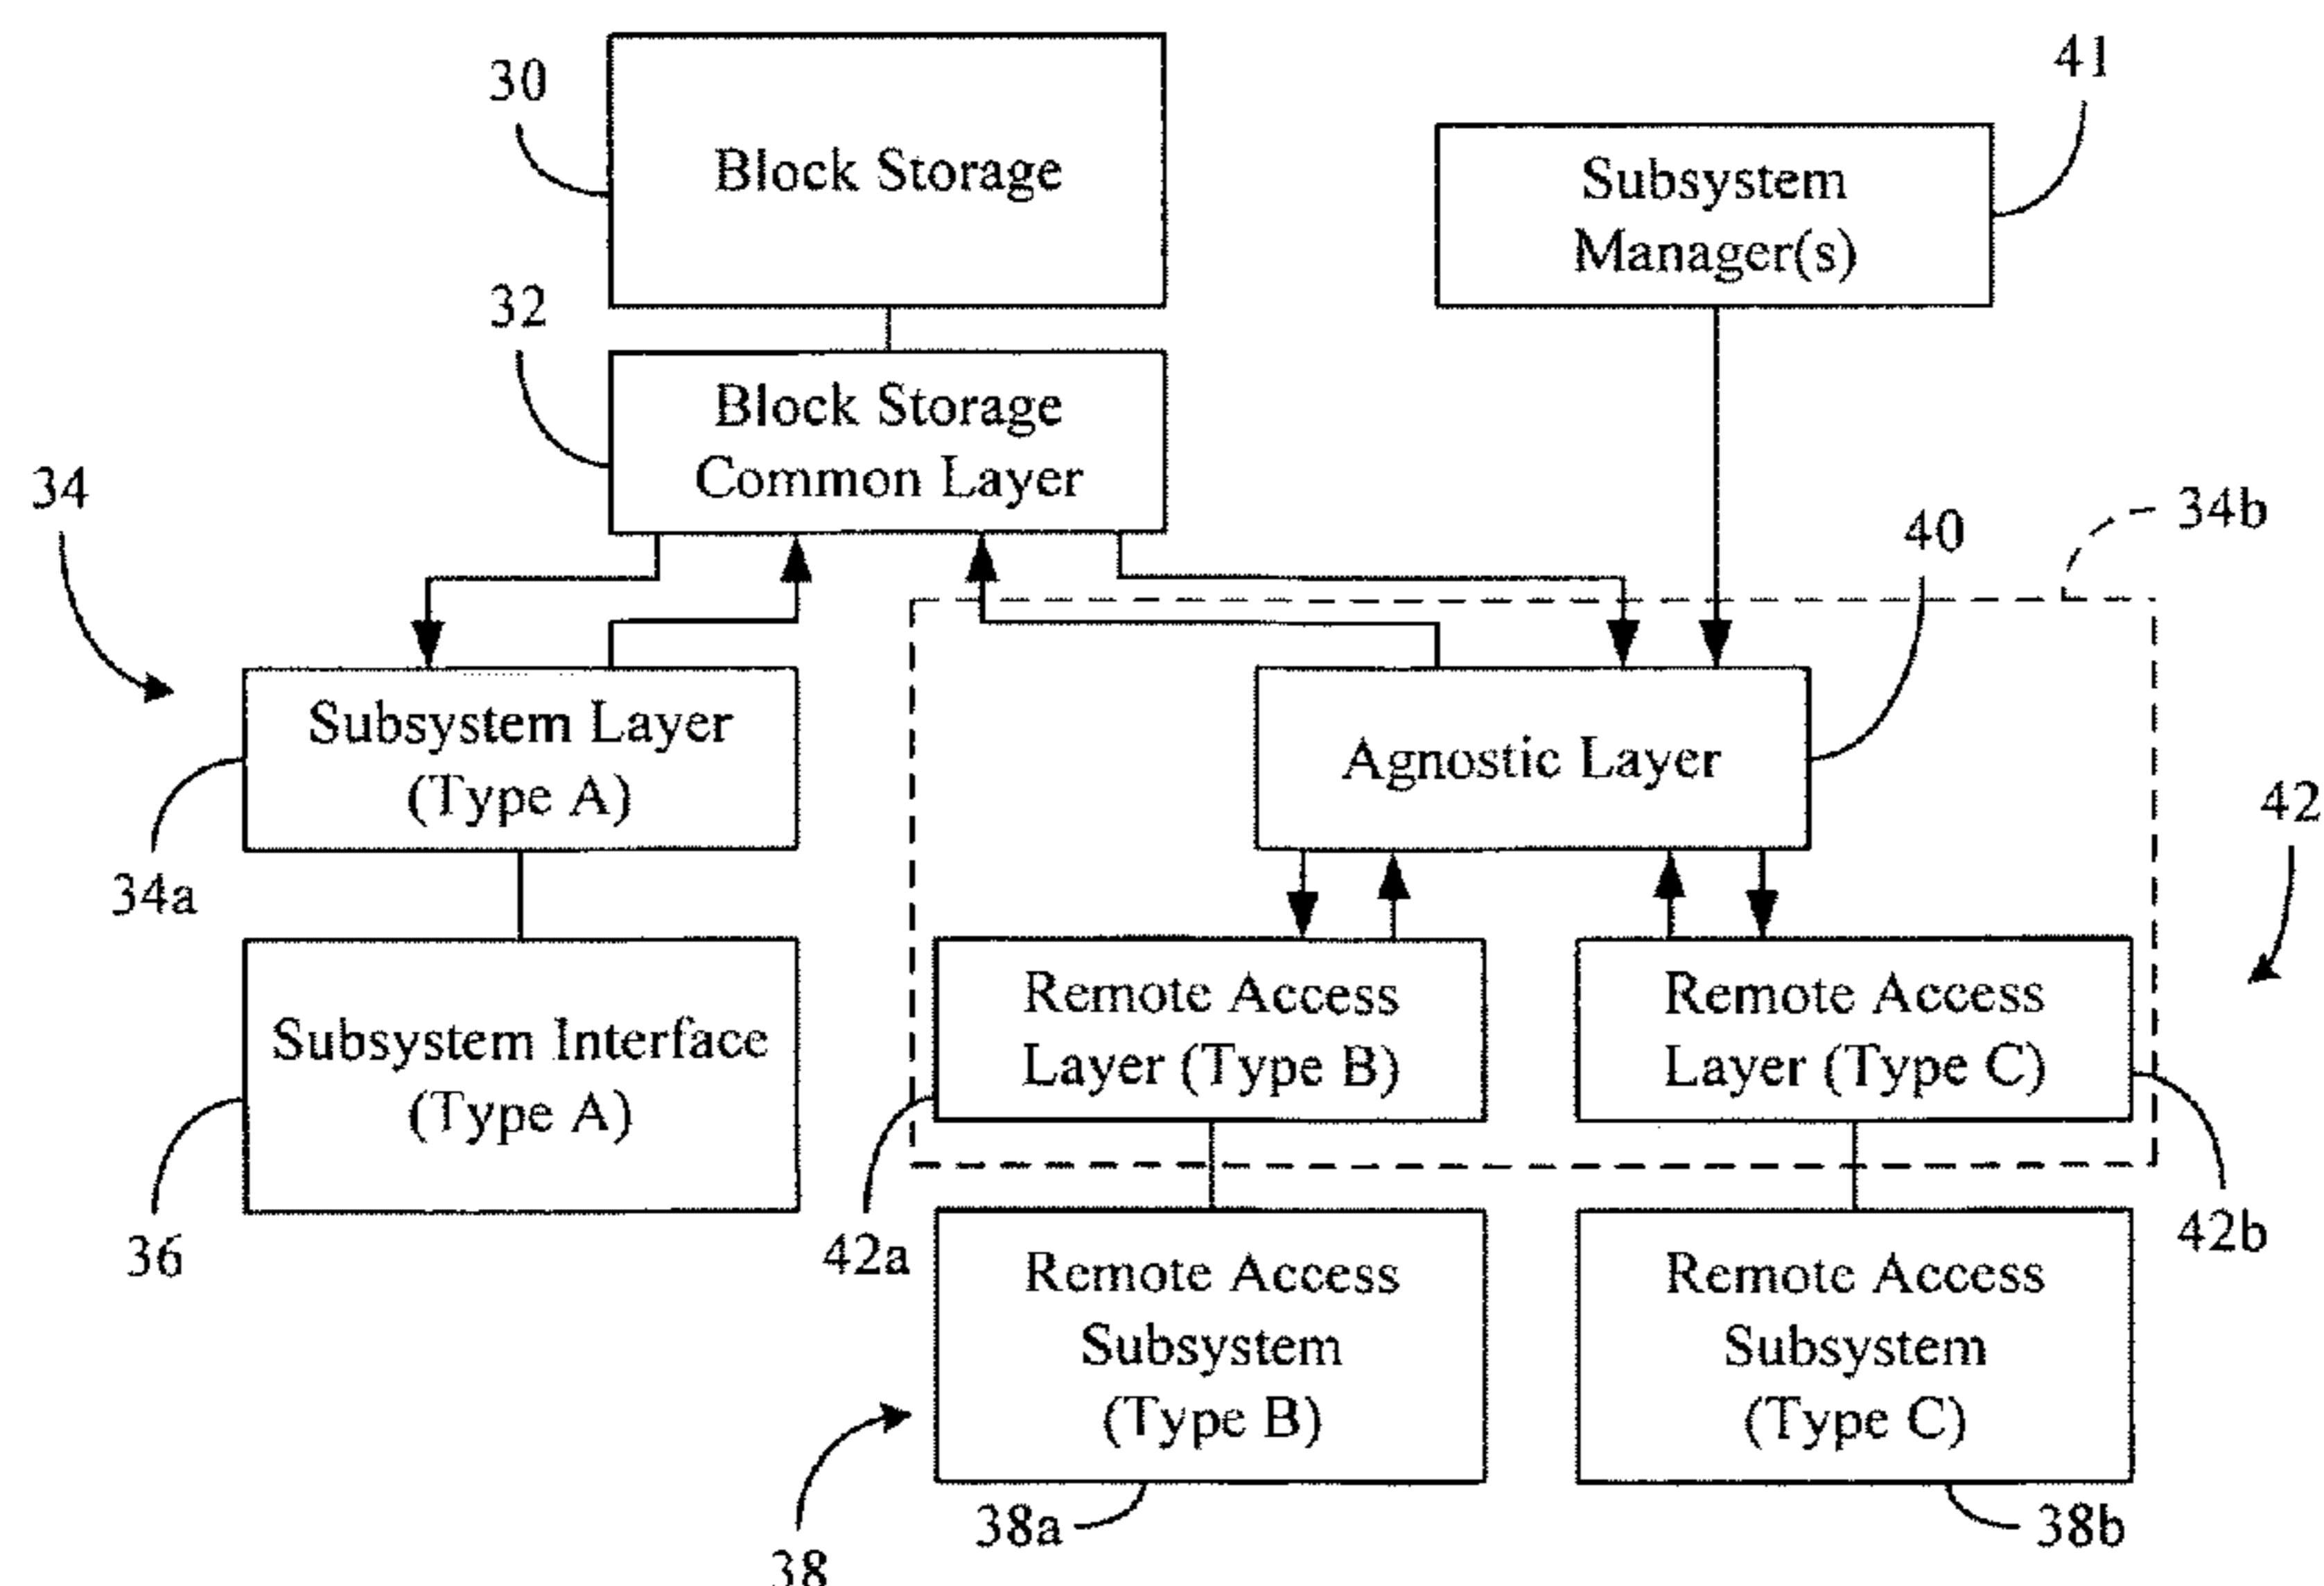 30
Block Storage
41
Subsystem
Manager(s)
32
Block Storage
Common Layer
34
34b
40
Subsystem Layer
(Type A)
34a
Agnostic Layer
42
Subsystem Interface
(Type A)
36
Remote Access
Layer (Type B)
42a
Remote Access
Layer (Type C)
42b
Remote Access
Subsystem
(Type B)
38a
38
Remote Access
Subsystem
(Type C)
38b